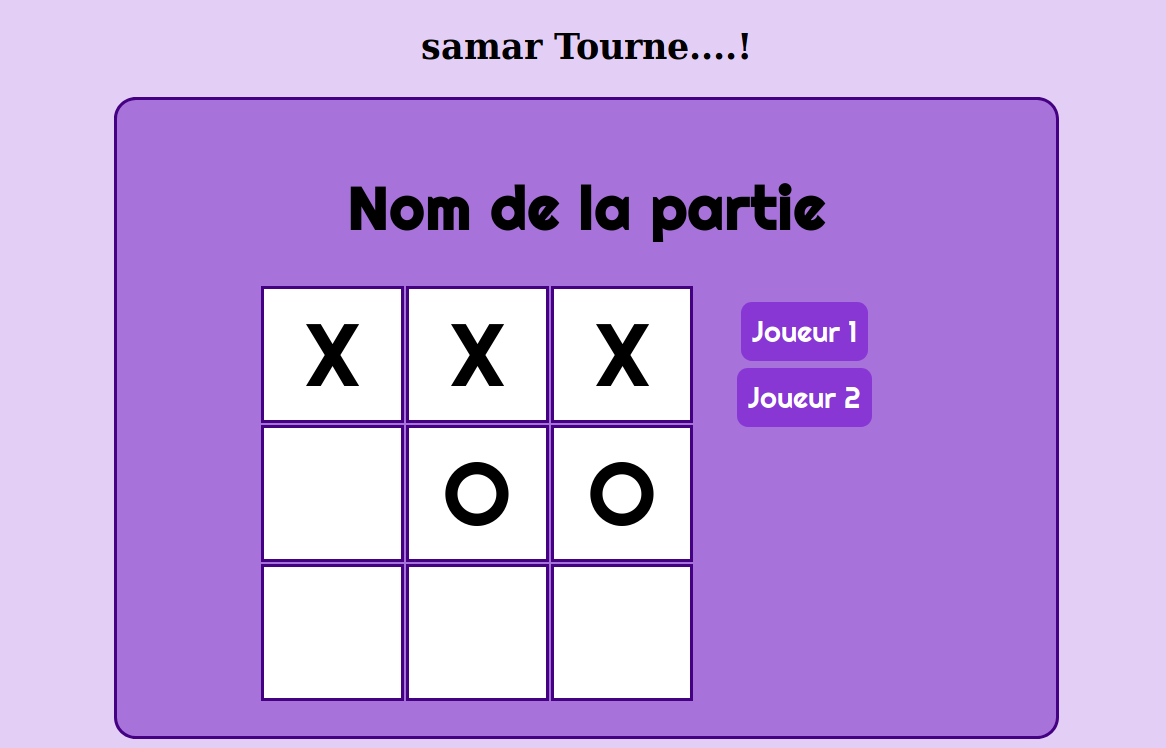 samar Tourne....!
Nom de la partie
X X X
Joueur 1
Joueur 2
O O